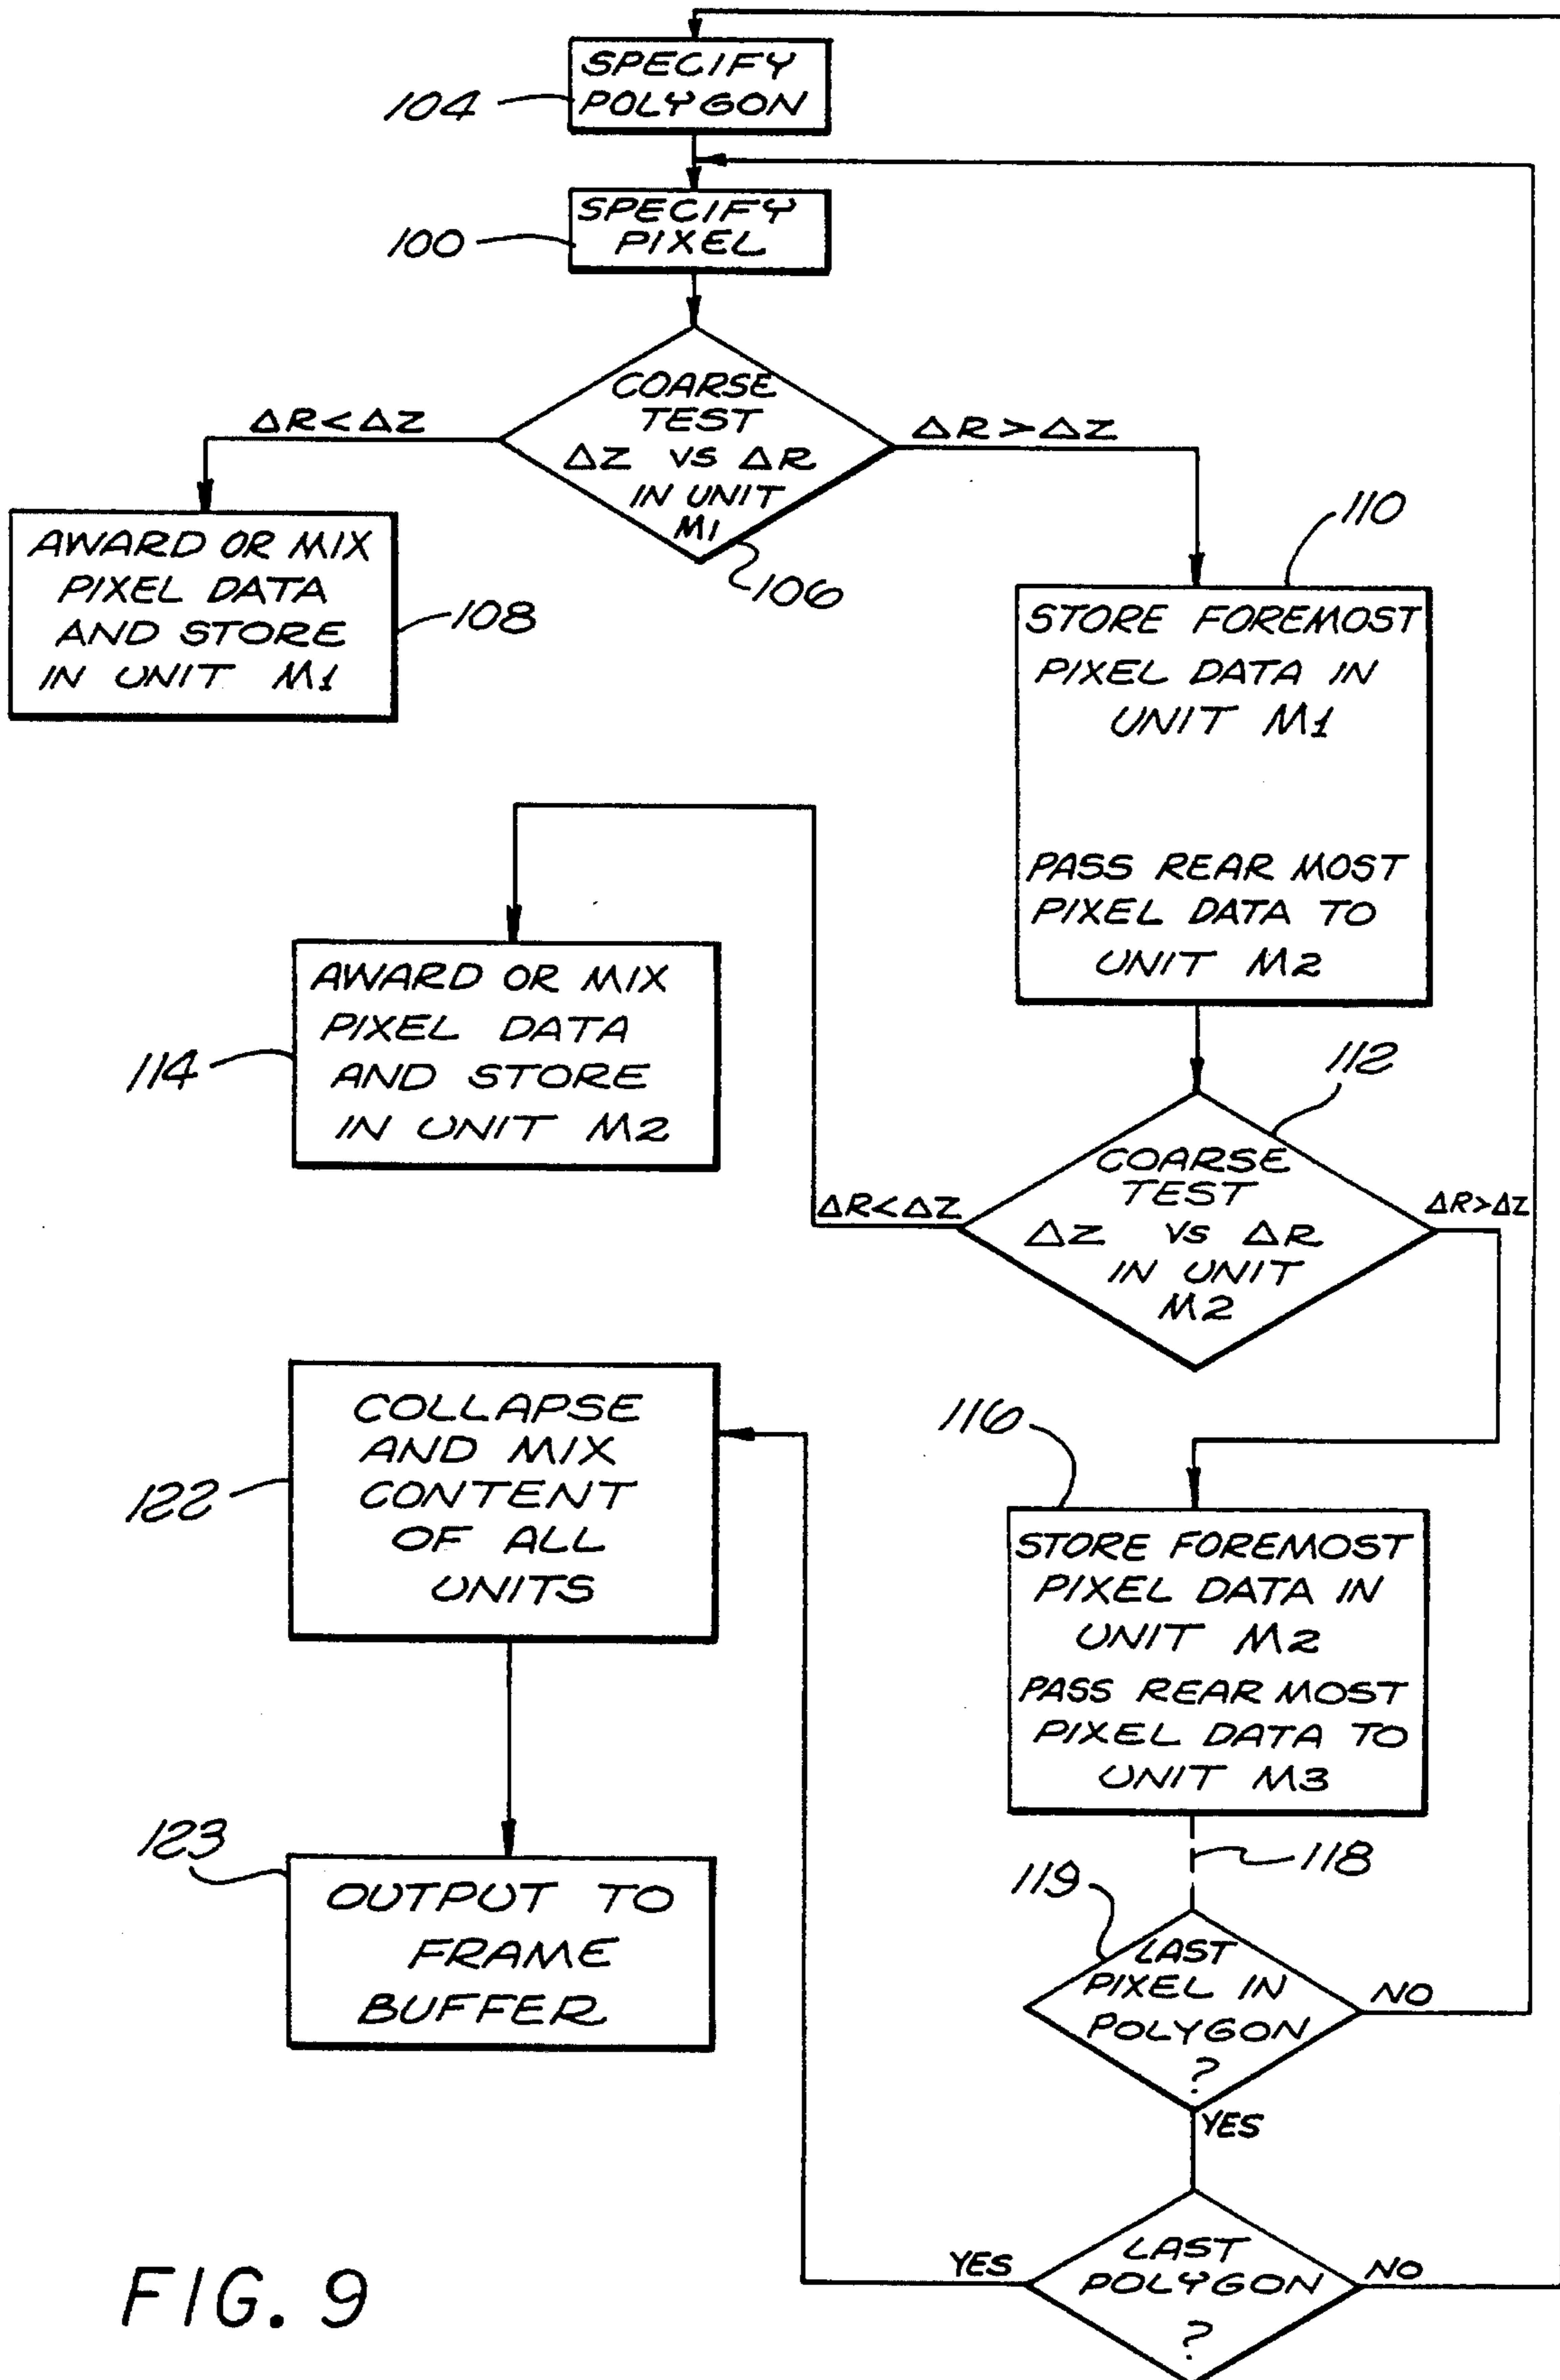 SPECIFY
POLYGON
104
SPECIFY
PIXEL
100
COARSE
TEST
ΔZ vs ΔR
IN UNIT
M1
106
ΔR<ΔZ
ΔR>ΔZ
AWARD OR MIX
PIXEL DATA
AND STORE
IN UNIT M1
108
110
STORE FOREMOST
PIXEL DATA IN
UNIT M1
PASS REAR MOST
PIXEL DATA TO
UNIT M2
AWARD OR MIX
PIXEL DATA
AND STORE
IN UNIT M2
114
112
COARSE
TEST
ΔZ vs ΔR
IN UNIT
M2
ΔR<ΔZ
ΔR>ΔZ
COLLAPSE
AND MIX
CONTENT
OF ALL
UNITS
122
116
STORE FOREMOST
PIXEL DATA IN
UNIT M2
PASS REAR MOST
PIXEL DATA TO
UNIT M3
118
123
OUTPUT TO
FRAME
BUFFER
119
LAST
PIXEL IN
POLYGON
?
NO
YES
LAST
POLYGON
?
YES
NO
FIG. 9